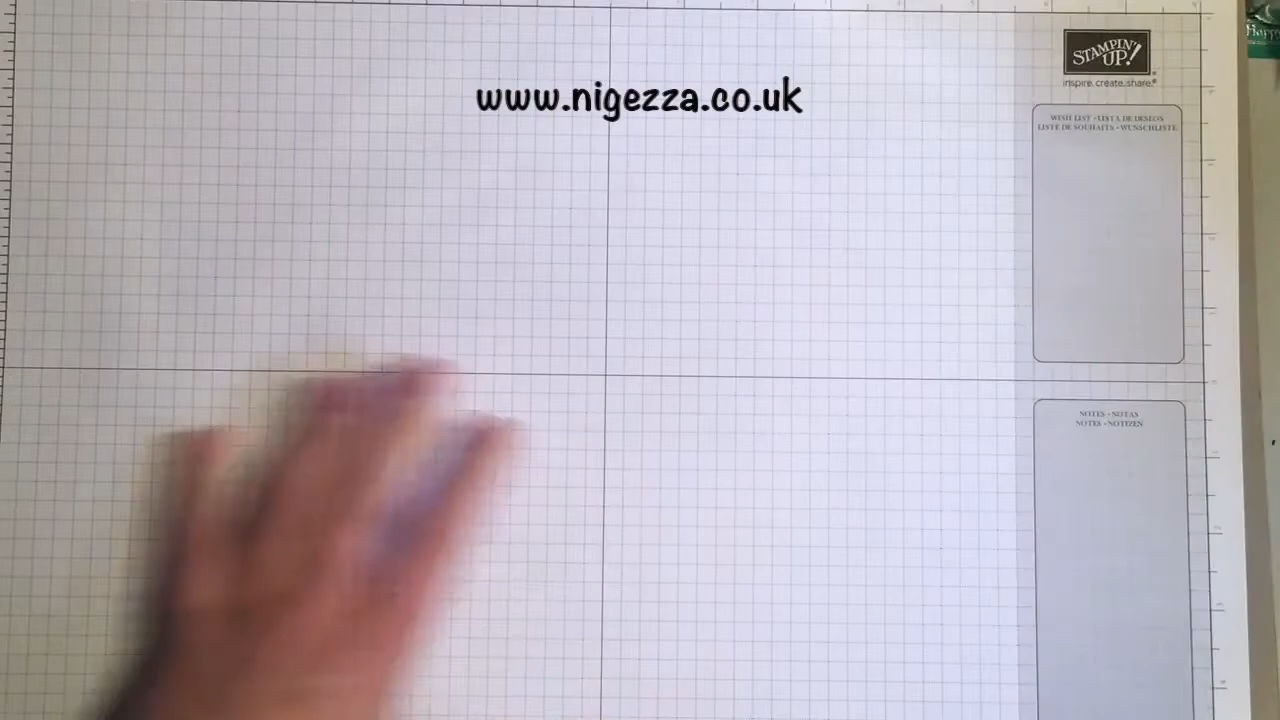 STAMPIN' UP!
inspire. create. share.®
www.nigezza.co.uk
WISH LIST • LISTA DE DESEOS
LISTE DE SOUHAITS • WUNSCHLISTE
NOTES • NOTAS
NOTES • NOTIZEN